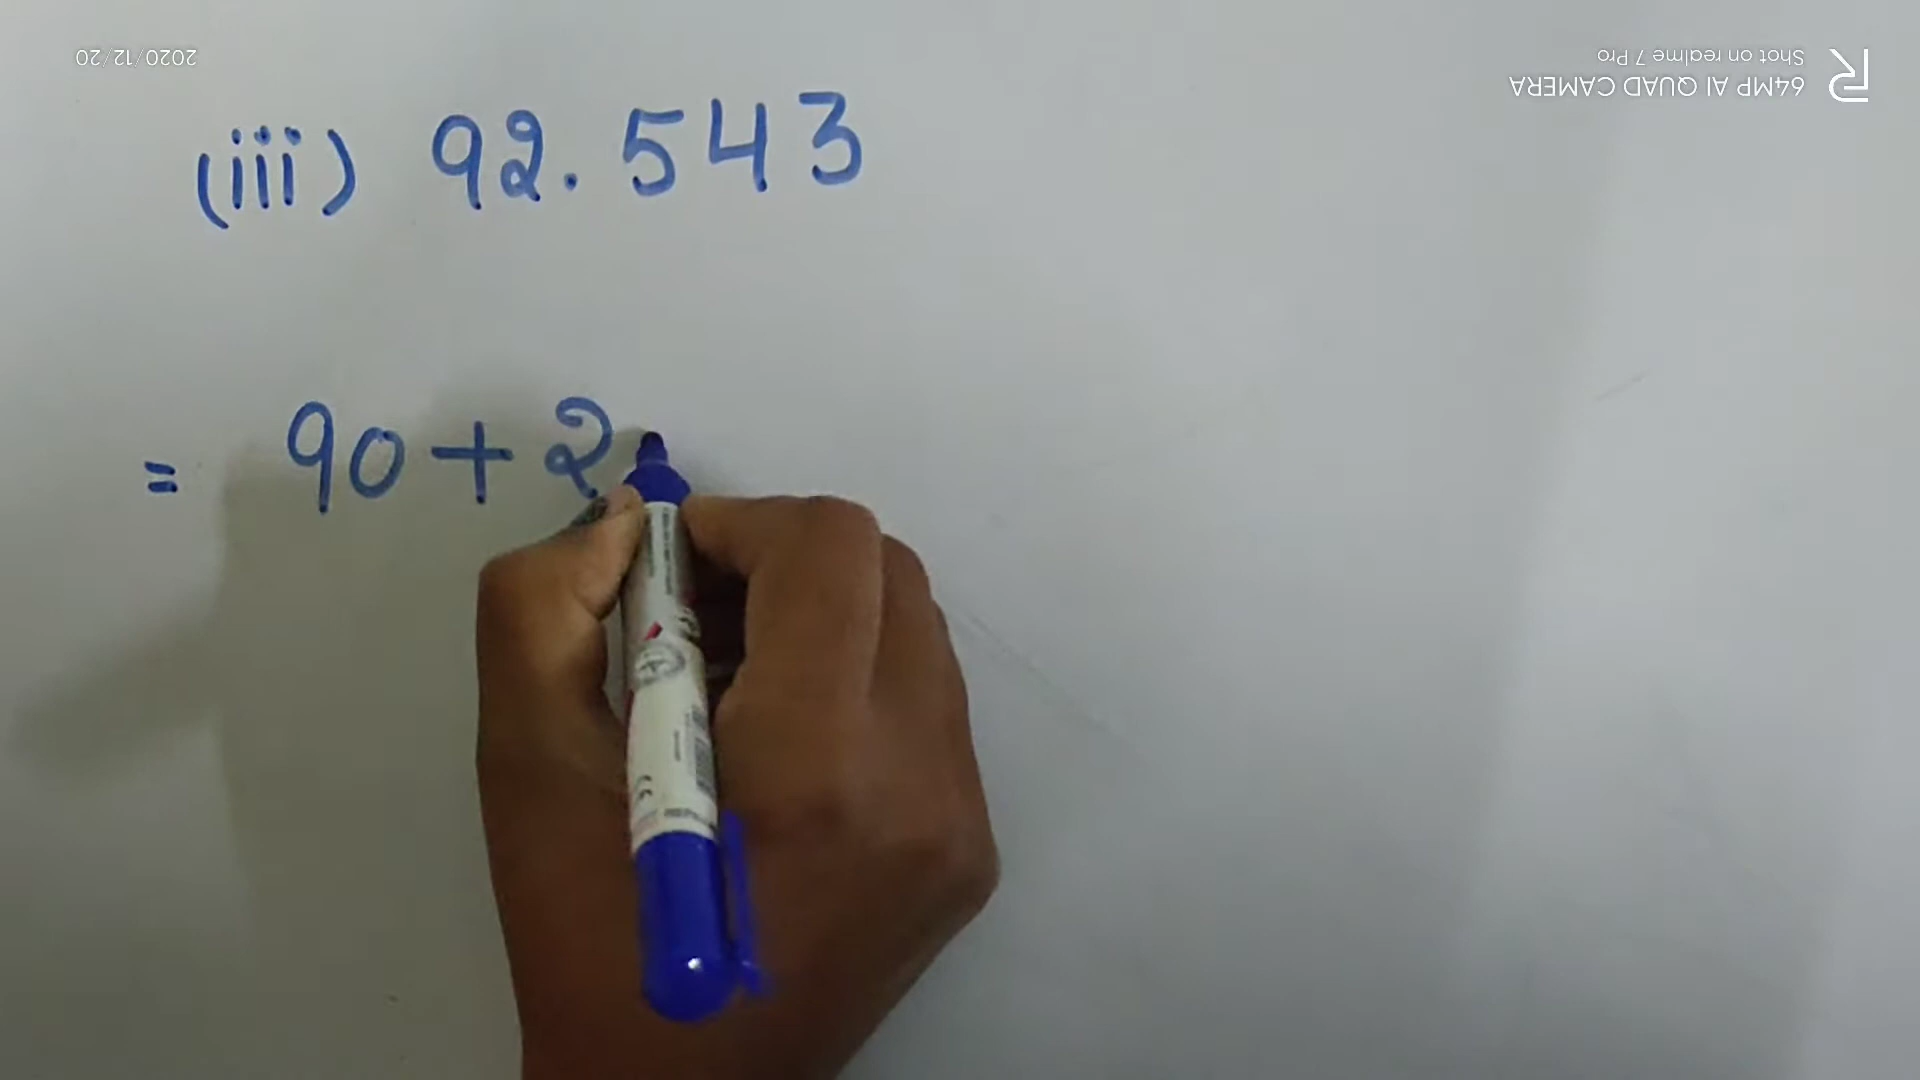 2020/12/20
Shot on realme 7 Pro
64MP AI QUAD CAMERA
(iii) 92.543
= 90 + 2